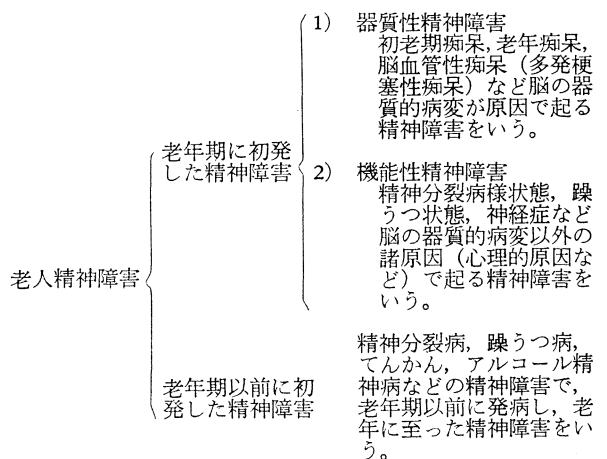 老人精神障害
老年期に初発
した精神障害
1) 器質性精神障害
初老期痴呆,老年痴呆,
脳血管性痴呆(多発梗
塞性痴呆)など脳の器
質的病変が原因で起る
精神障害をいう。
2) 機能性精神障害
精神分裂病様状態,躁
うつ状態,神経症など
脳の器質的病変以外の
諸原因(心理的原因な
ど)で起る精神障害を
いう。
老年期以前に初
発した精神障害
精神分裂病,躁うつ病,
てんかん,アルコール精
神病などの精神障害で,
老年期以前に発病し,老
年に至った精神障害をい
う。